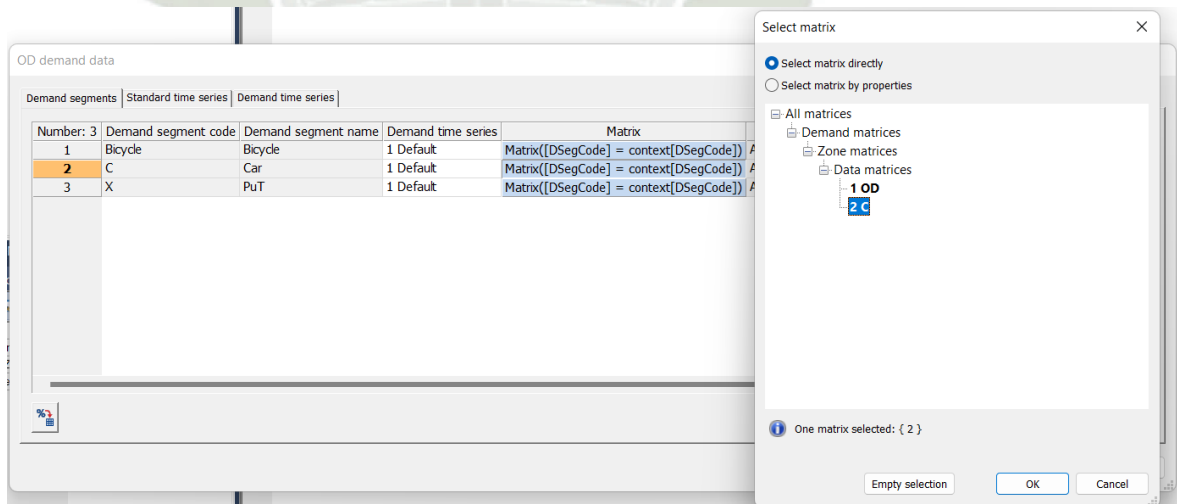 OD demand data
Demand segments Standard time series Demand time series
Number: 3 Demand segment code Demand segment name Demand time series Matrix
1 Bicycle Bicycle 1 Default Matrix([DSegCode] = context[DSegCode])
2 C Car 1 Default Matrix([DSegCode] = context[DSegCode])
3 X PuT 1 Default Matrix([DSegCode] = context[DSegCode])
Select matrix
Select matrix directly
Select matrix by properties
All matrices
Demand matrices
Zone matrices
Data matrices
1 OD
2 C
One matrix selected: { 2 }
Empty selection OK Cancel